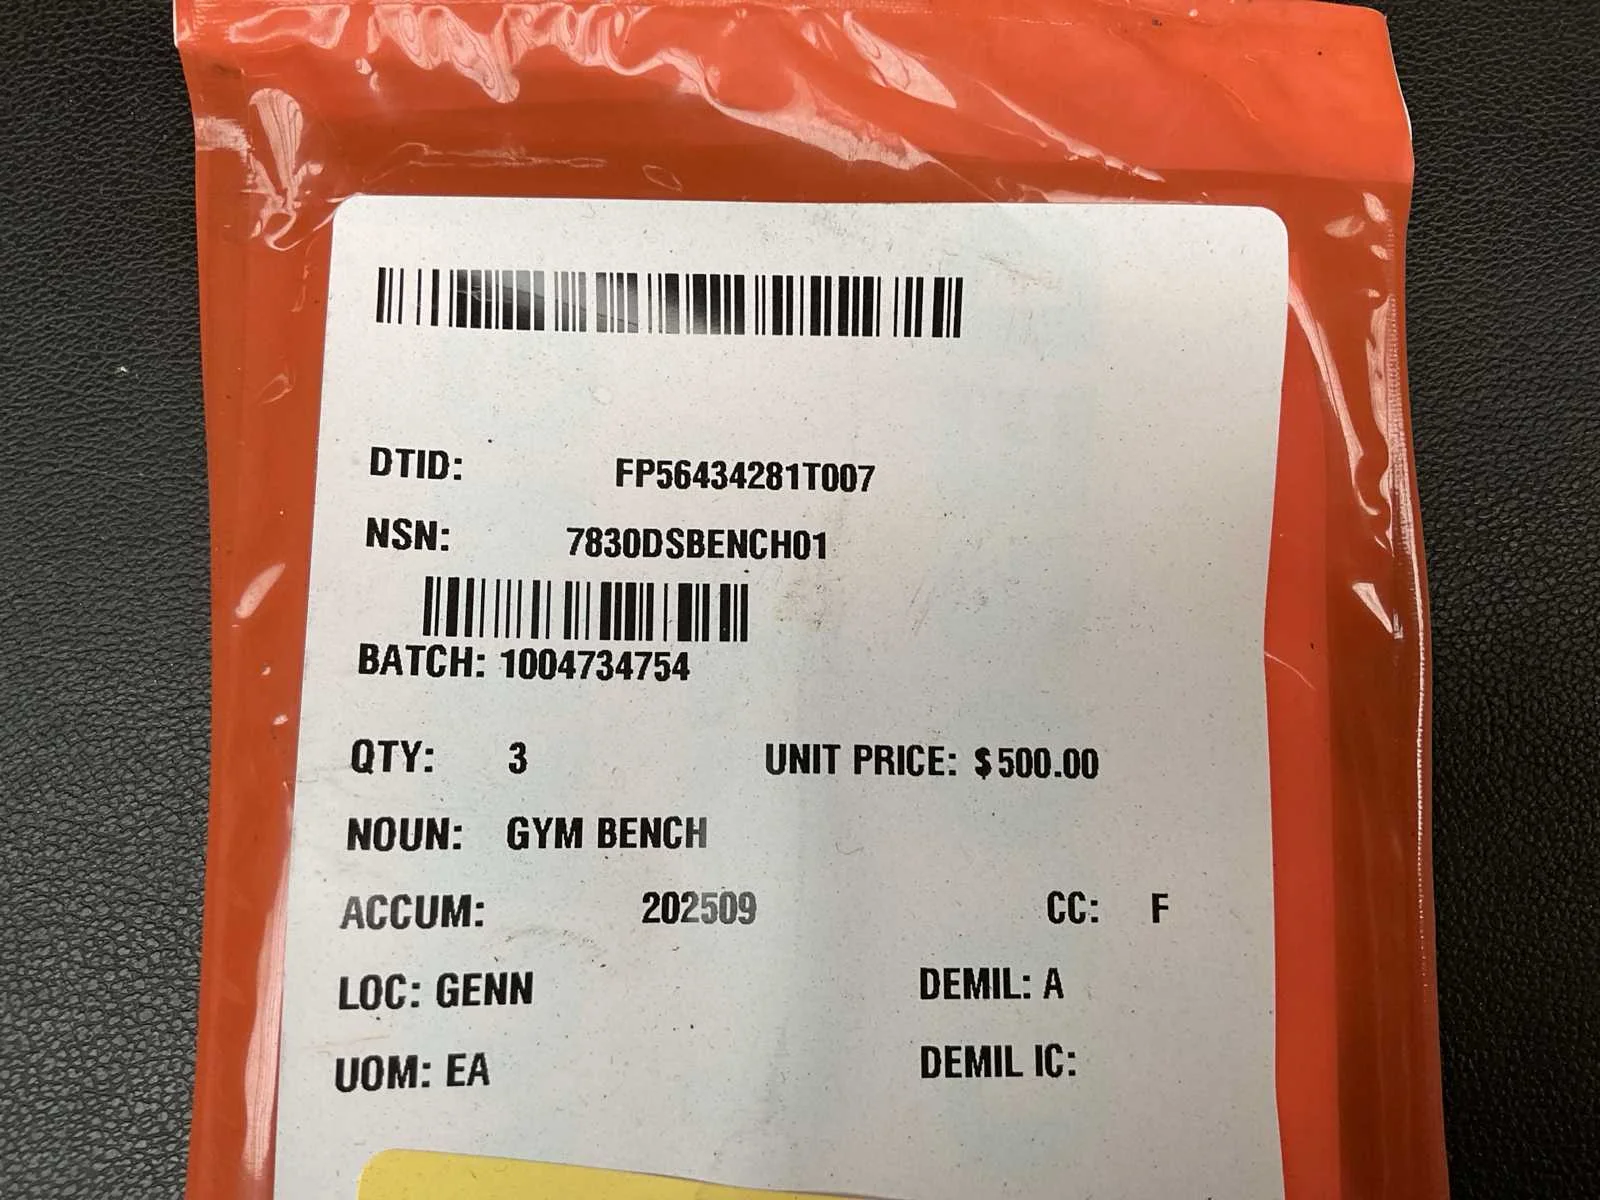 DTID: FP56434281T007
NSN: 7830DSBENCH01
BATCH: 1004734754
QTY: 3 UNIT PRICE: $500.00
NOUN: GYM BENCH
ACCUM: 202509 CC: F
LOC: GENN DEMIL: A
UOM: EA DEMIL IC: